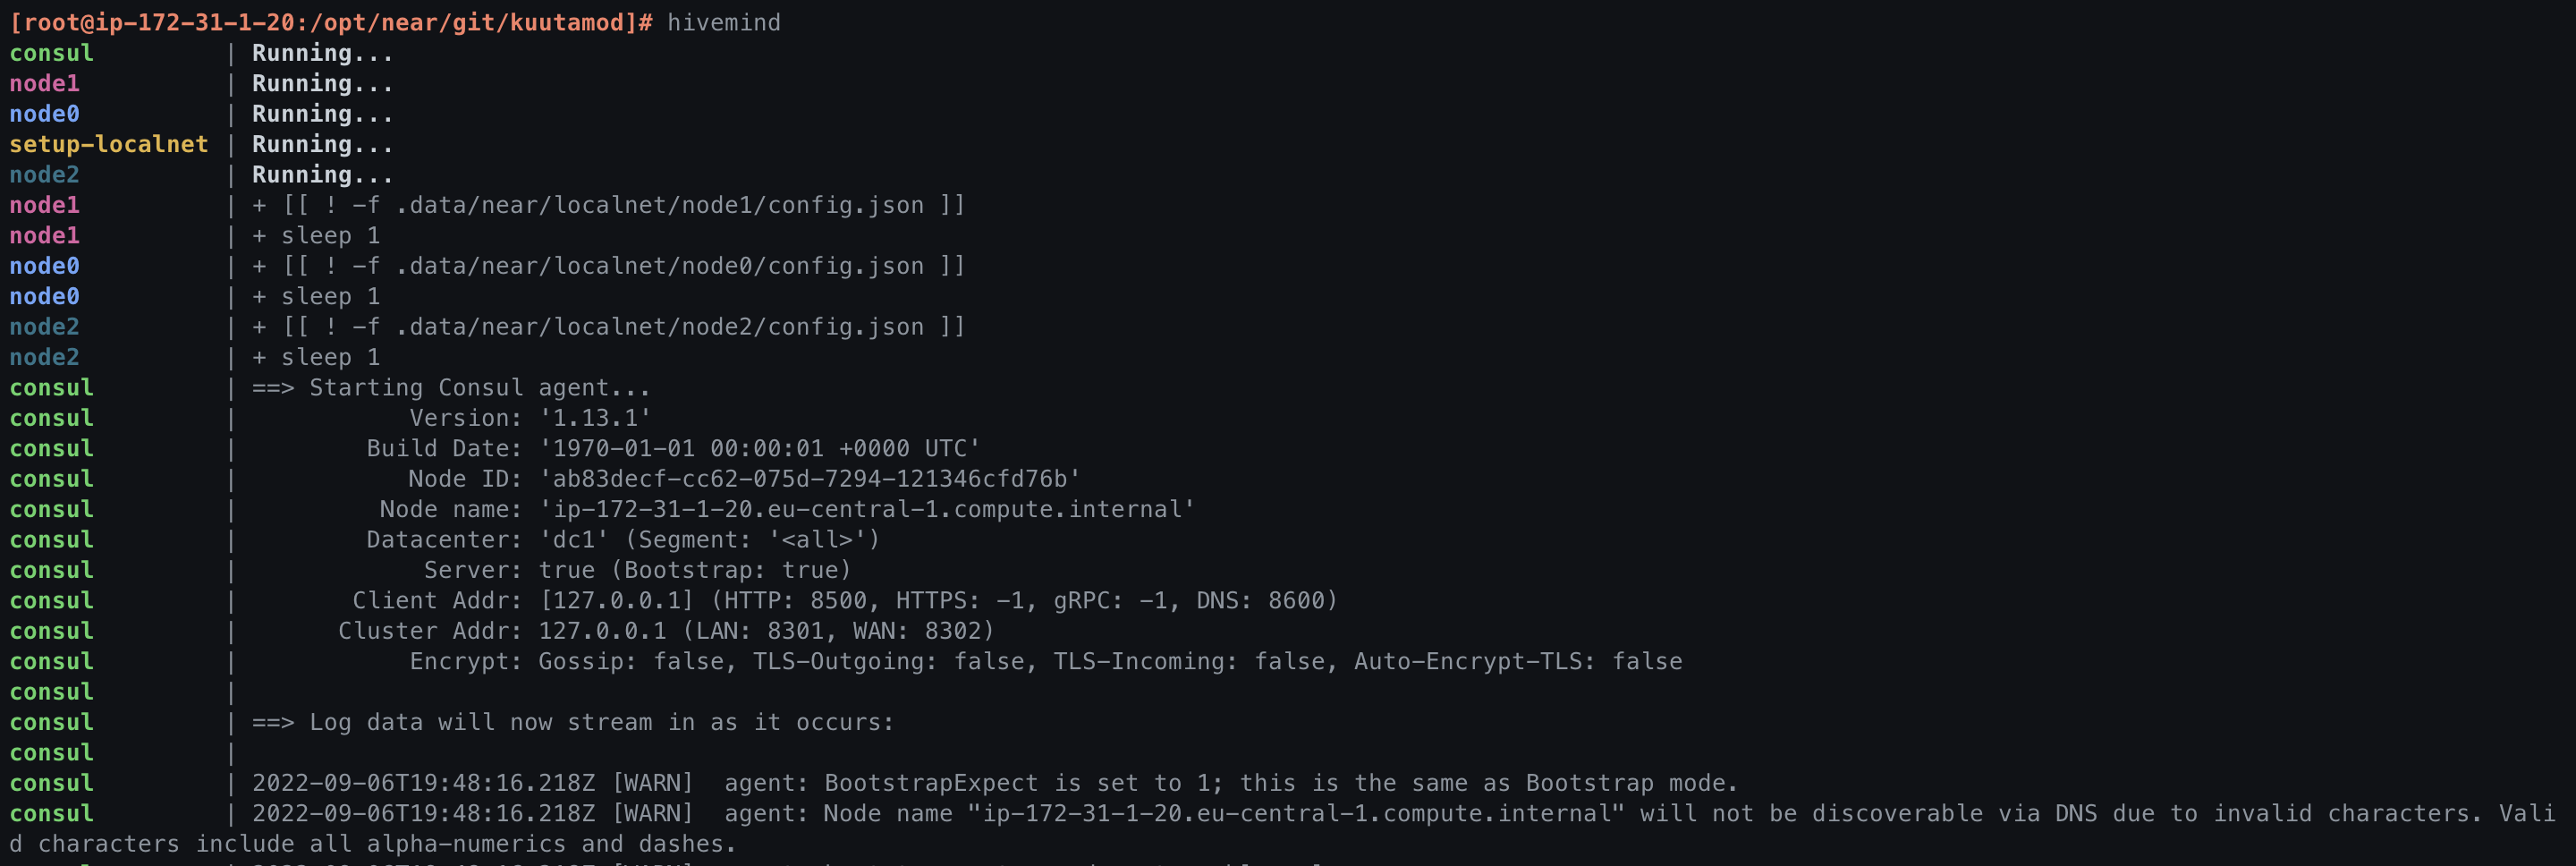 [root@ip-172-31-1-20:/opt/near/git/kuutamod]# hivemind
consul         | Running...
node1          | Running...
node0          | Running...
setup-localnet | Running...
node2          | Running...
node1          | + [[ ! -f .data/near/localnet/node1/config.json ]]
node1          | + sleep 1
node0          | + [[ ! -f .data/near/localnet/node0/config.json ]]
node0          | + sleep 1
node2          | + [[ ! -f .data/near/localnet/node2/config.json ]]
node2          | + sleep 1
consul         | ==> Starting Consul agent...
consul         |            Version: '1.13.1'
consul         |         Build Date: '1970-01-01 00:00:01 +0000 UTC'
consul         |            Node ID: 'ab83decf-cc62-075d-7294-121346cfd76b'
consul         |          Node name: 'ip-172-31-1-20.eu-central-1.compute.internal'
consul         |         Datacenter: 'dc1' (Segment: '<all>')
consul         |             Server: true (Bootstrap: true)
consul         |        Client Addr: [127.0.0.1] (HTTP: 8500, HTTPS: -1, gRPC: -1, DNS: 8600)
consul         |       Cluster Addr: 127.0.0.1 (LAN: 8301, WAN: 8302)
consul         |            Encrypt: Gossip: false, TLS-Outgoing: false, TLS-Incoming: false, Auto-Encrypt-TLS: false
consul         |
consul         | ==> Log data will now stream in as it occurs:
consul         |
consul         | 2022-09-06T19:48:16.218Z [WARN]  agent: BootstrapExpect is set to 1; this is the same as Bootstrap mode.
consul         | 2022-09-06T19:48:16.218Z [WARN]  agent: Node name "ip-172-31-1-20.eu-central-1.compute.internal" will not be discoverable via DNS due to invalid characters. Vali
d characters include all alpha-numerics and dashes.